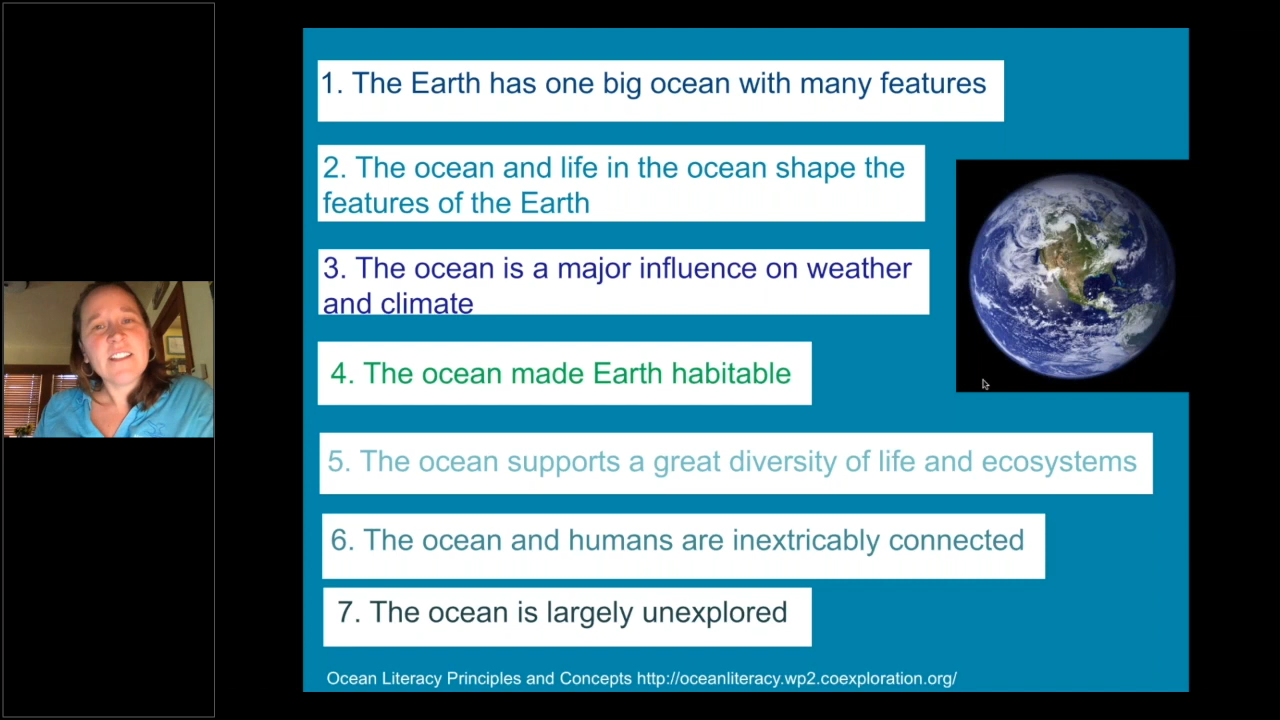 1. The Earth has one big ocean with many features
2. The ocean and life in the ocean shape the
features of the Earth
3. The ocean is a major influence on weather
and climate
4. The ocean made Earth habitable
5. The ocean supports a great diversity of life and ecosystems
6. The ocean and humans are inextricably connected
7. The ocean is largely unexplored
Ocean Literacy Principles and Concepts http://oceanliteracy.wp2.coexploration.org/